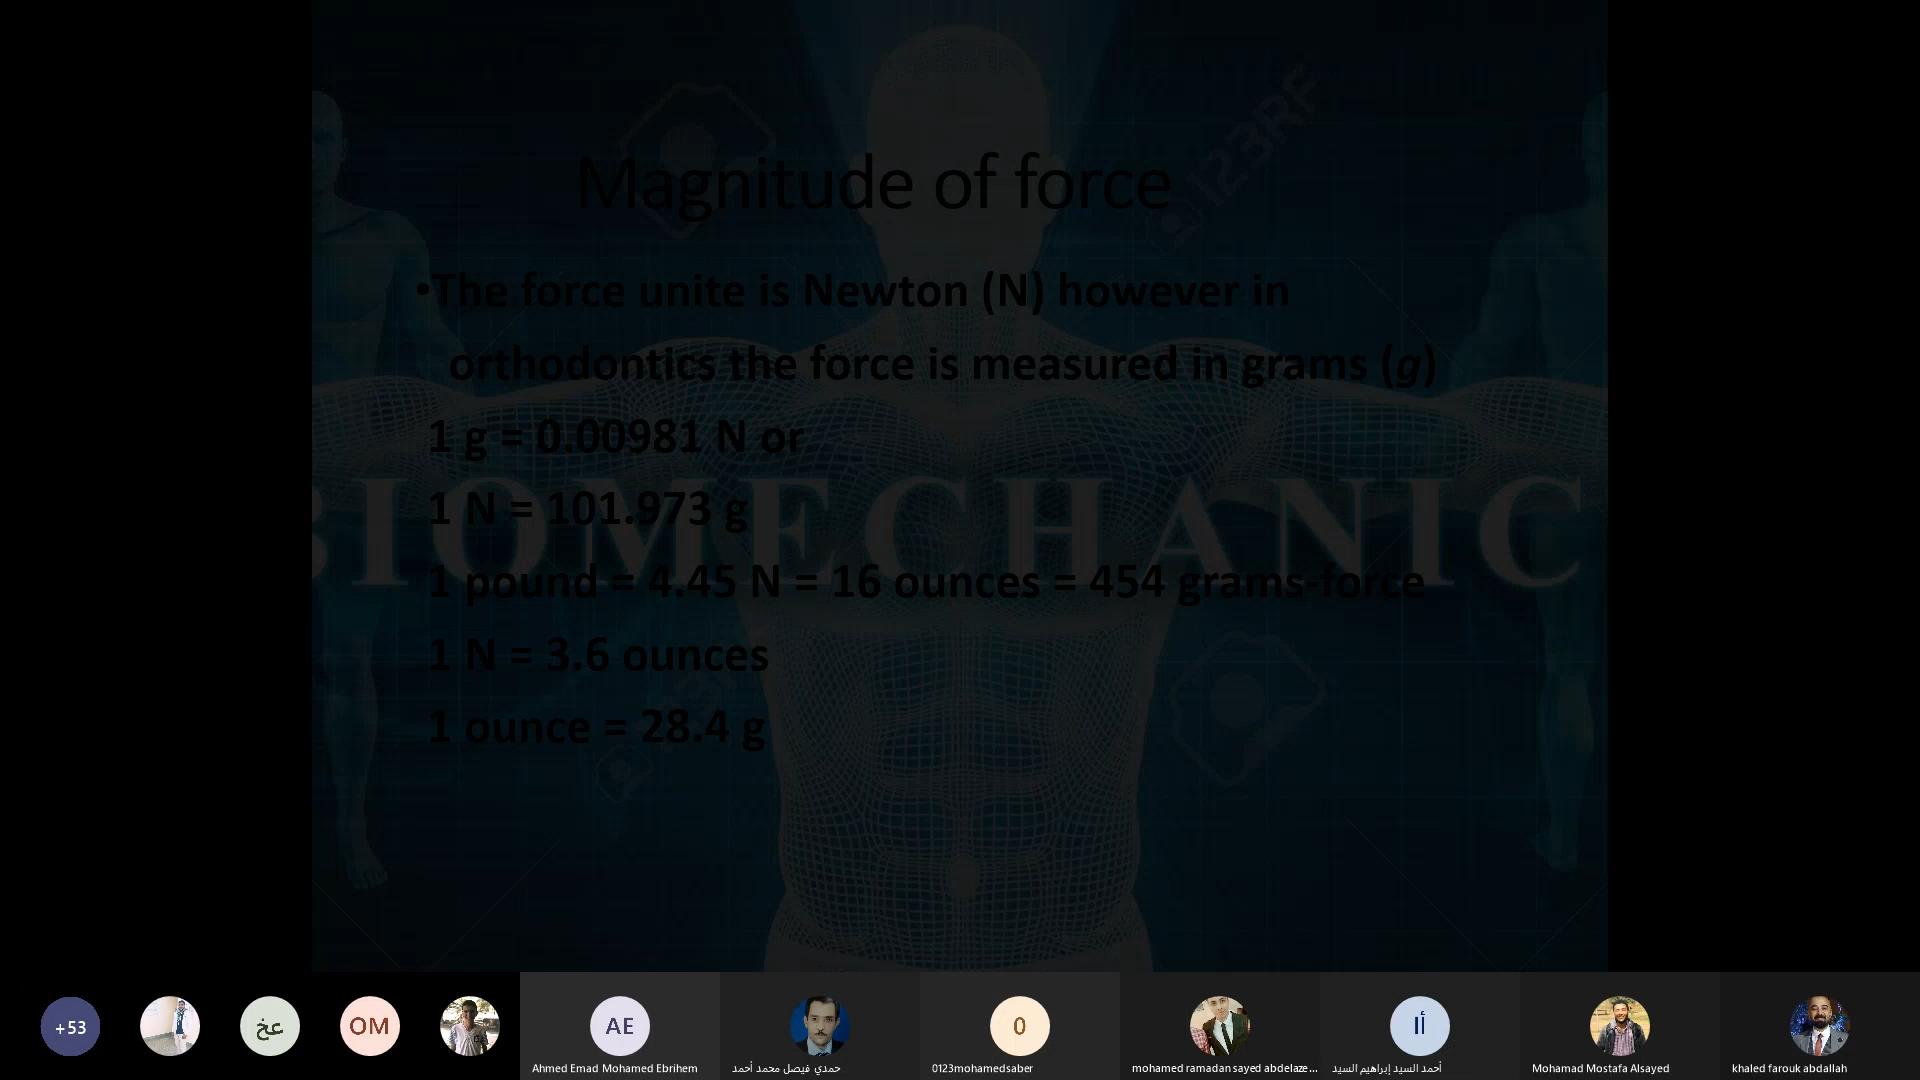 Magnitude of force
•The force unite is Newton (N) however in
orthodontics the force is measured in grams (g)
1 g = 0.00981 N or
1 N = 101.973 g
BIOMECHANIC
1 pound = 4.45 N = 16 ounces = 454 grams-force
1 N = 3.6 ounces
1 ounce = 28.4 g
123RF
+53
عخ
OM
AE
0
أا
Ahmed Emad Mohamed Ebrihem
حمدي فيصل محمد أحمد
0123mohamedsaber
mohamed ramadan sayed abdelaze...
أحمد السيد إبراهيم السيد
Mohamad Mostafa Alsayed
khaled farouk abdallah